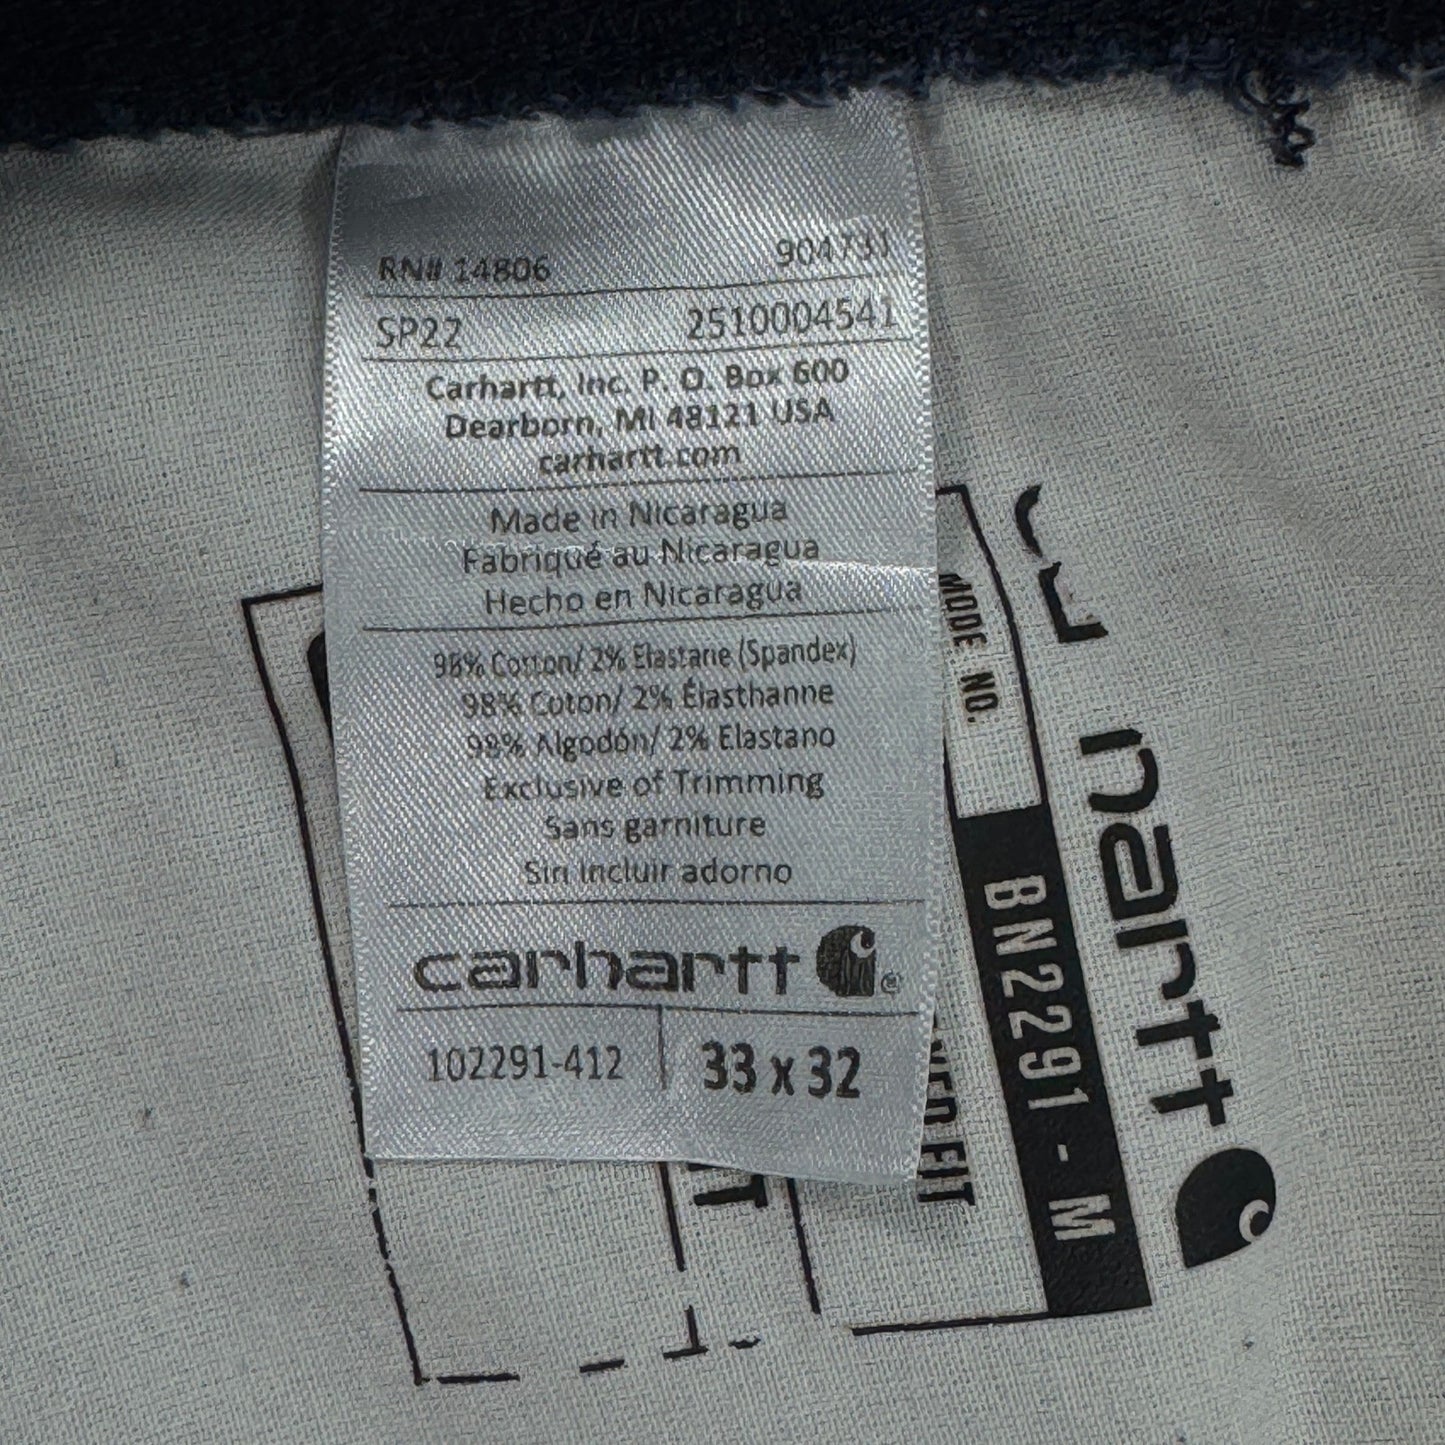 RN# 14806 904731
SP22 2510004541
Carhartt, Inc. P. O. Box 600
Dearborn, MI 48121 USA
carhartt.com
Made in Nicaragua
Fabriqué au Nicaragua
Hecho en Nicaragua
98% Cotton/ 2% Elastane (Spandex)
98% Coton/ 2% Élasthanne
98% Algodón/ 2% Elastano
Exclusive of Trimming
Sans garniture
Sin incluir adorno
carhartt ®
102291-412 33 x 32
MODE NO.
BN2291 - M
hartt
FIT